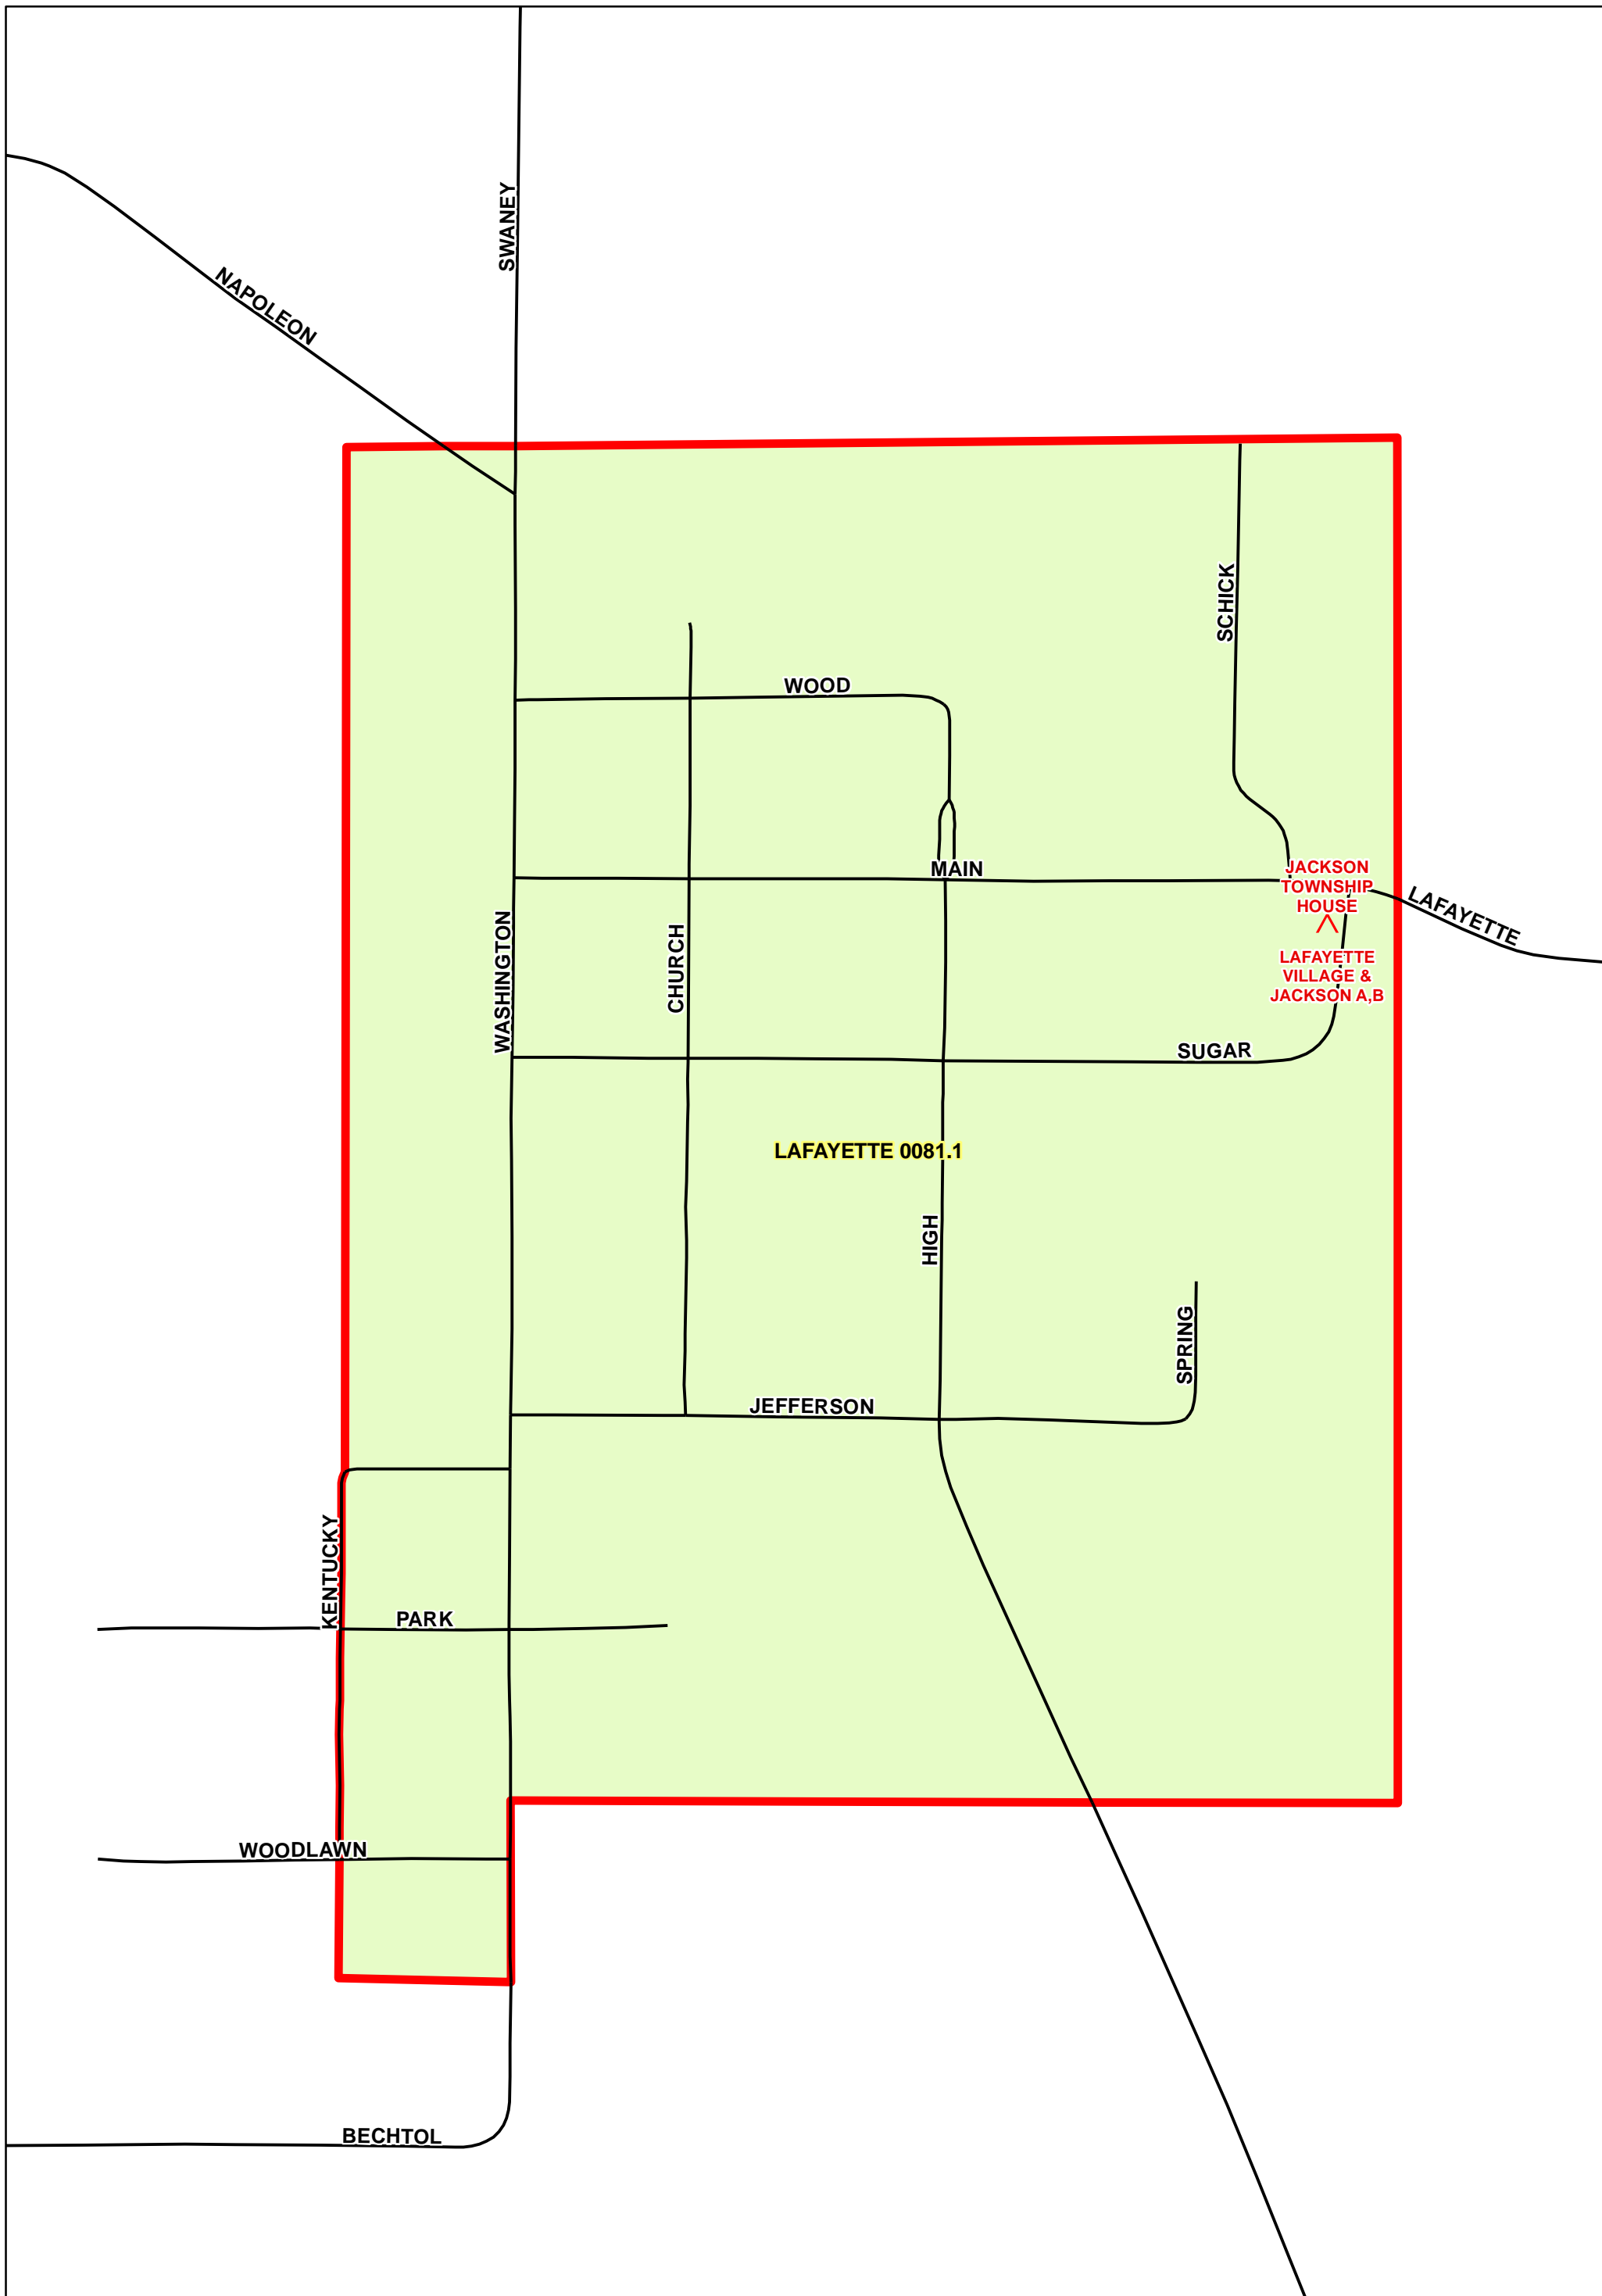 SWANEY
NAPOLEON
SCHICK
WOOD
MAIN
JACKSON
TOWNSHIP
HOUSE
LAFAYETTE
WASHINGTON
CHURCH
LAFAYETTE
VILLAGE &
JACKSON A,B
SUGAR
LAFAYETTE 0081.1
HIGH
SPRING
JEFFERSON
KENTUCKY
PARK
WOODLAWN
BECHTOL